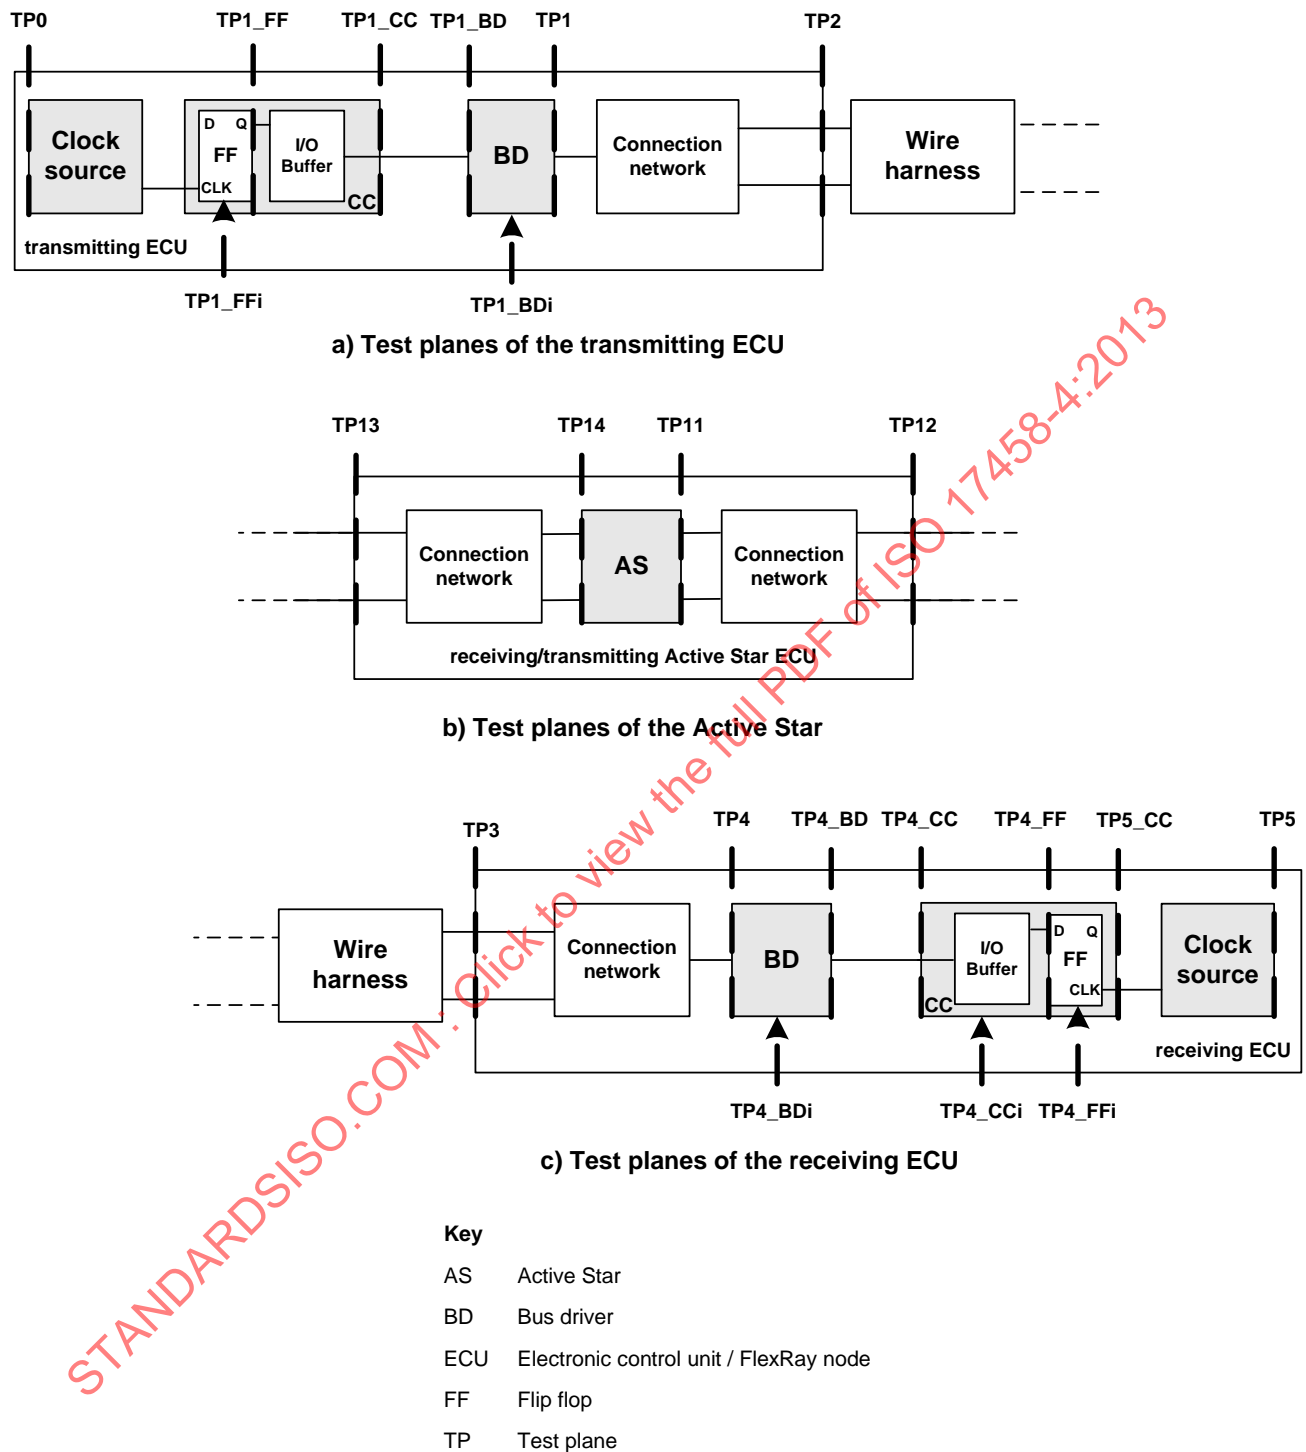 TP0 TP1_FF TP1_CC TP1_BD TP1 TP2
Clock source
D Q
FF
CLK
I/O Buffer
CC
BD
Connection network
Wire harness
transmitting ECU
TP1_FFi TP1_BDi
a) Test planes of the transmitting ECU
TP13 TP14 TP11 TP12
Connection network
AS
Connection network
receiving/transmitting Active Star ECU
b) Test planes of the Active Star
TP3 TP4 TP4_BD TP4_CC TP4_FF TP5_CC TP5
Wire harness
Connection network
BD
I/O Buffer
CC
D Q
FF
CLK
Clock source
receiving ECU
TP4_BDi TP4_CCi TP4_FFi
c) Test planes of the receiving ECU
Key
AS Active Star
BD Bus driver
ECU Electronic control unit / FlexRay node
FF Flip flop
TP Test plane
STANDARDSISO.COM : Click to view the full PDF of ISO 17458-4:2013